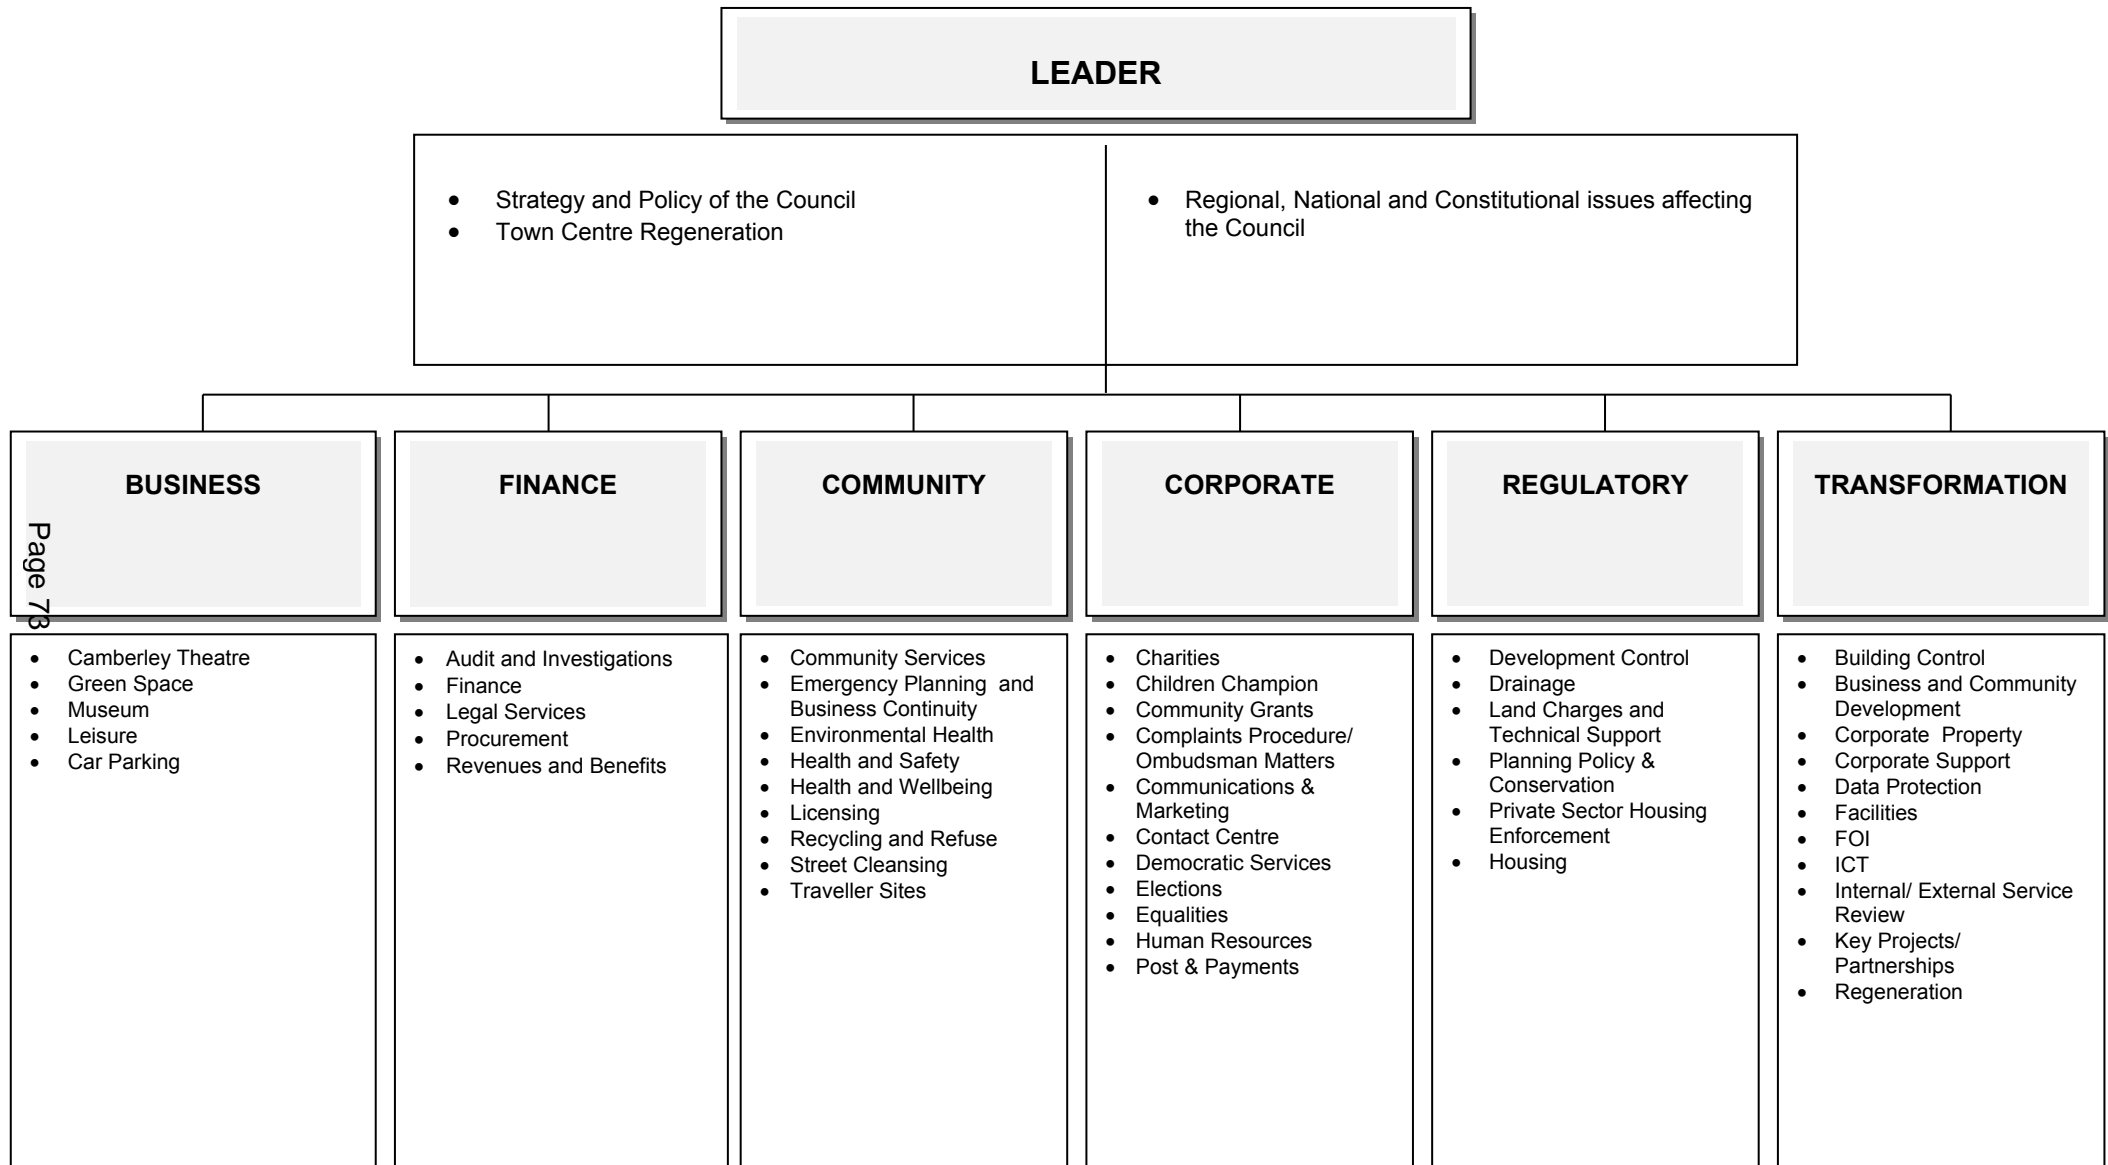 LEADER
• Strategy and Policy of the Council
• Town Centre Regeneration
• Regional, National and Constitutional issues affecting
the Council
BUSINESS
• Camberley Theatre
• Green Space
• Museum
• Leisure
• Car Parking
FINANCE
• Audit and Investigations
• Finance
• Legal Services
• Procurement
• Revenues and Benefits
COMMUNITY
• Community Services
• Emergency Planning and
Business Continuity
• Environmental Health
• Health and Safety
• Health and Wellbeing
• Licensing
• Recycling and Refuse
• Street Cleansing
• Traveller Sites
CORPORATE
• Charities
• Children Champion
• Community Grants
• Complaints Procedure/
Ombudsman Matters
• Communications &
Marketing
• Contact Centre
• Democratic Services
• Elections
• Equalities
• Human Resources
• Post & Payments
REGULATORY
• Development Control
• Drainage
• Land Charges and
Technical Support
• Planning Policy &
Conservation
• Private Sector Housing
Enforcement
• Housing
TRANSFORMATION
• Building Control
• Business and Community
Development
• Corporate Property
• Corporate Support
• Data Protection
• Facilities
• FOI
• ICT
• Internal/ External Service
Review
• Key Projects/
Partnerships
• Regeneration
Page 73